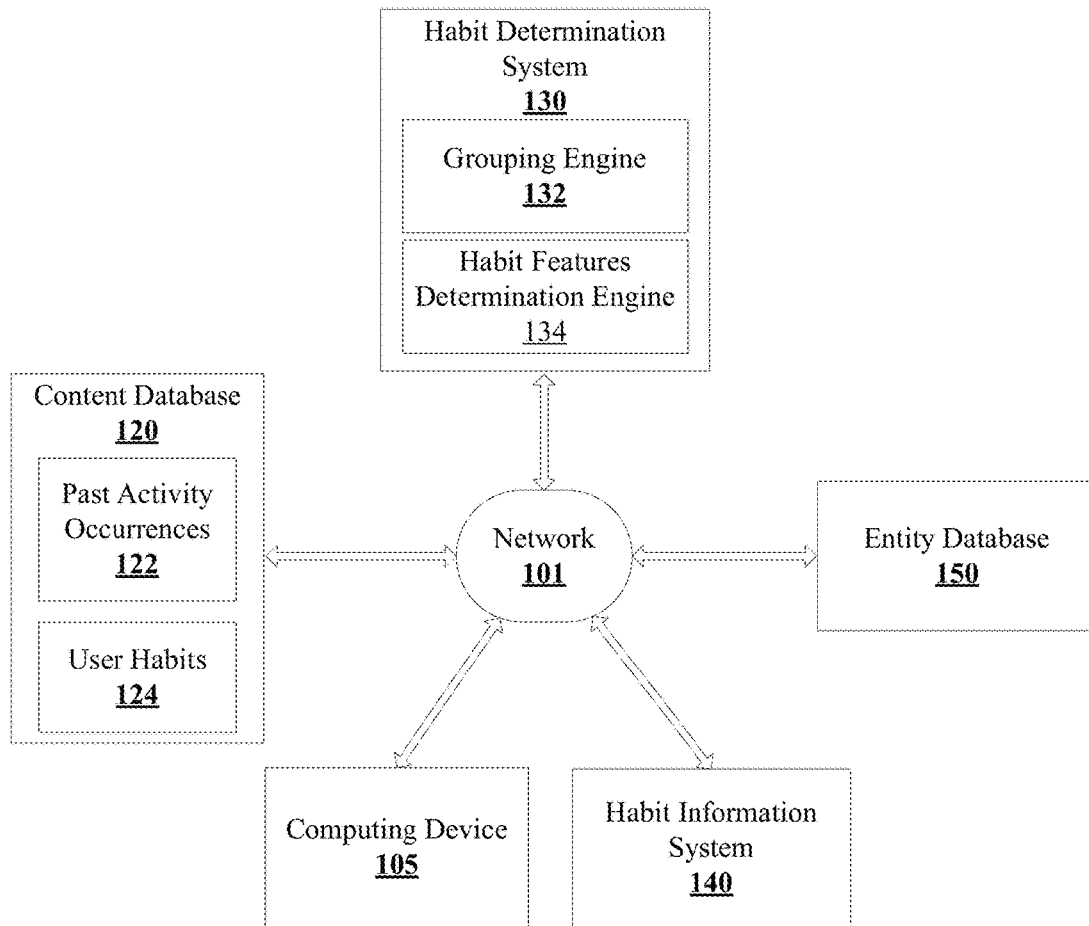 Habit Determination
System
130
Grouping Engine
132
Habit Features
Determination Engine
134
Content Database
120
Past Activity
Occurrences
122
User Habits
124
Network
101
Entity Database
150
Computing Device
105
Habit Information
System
140